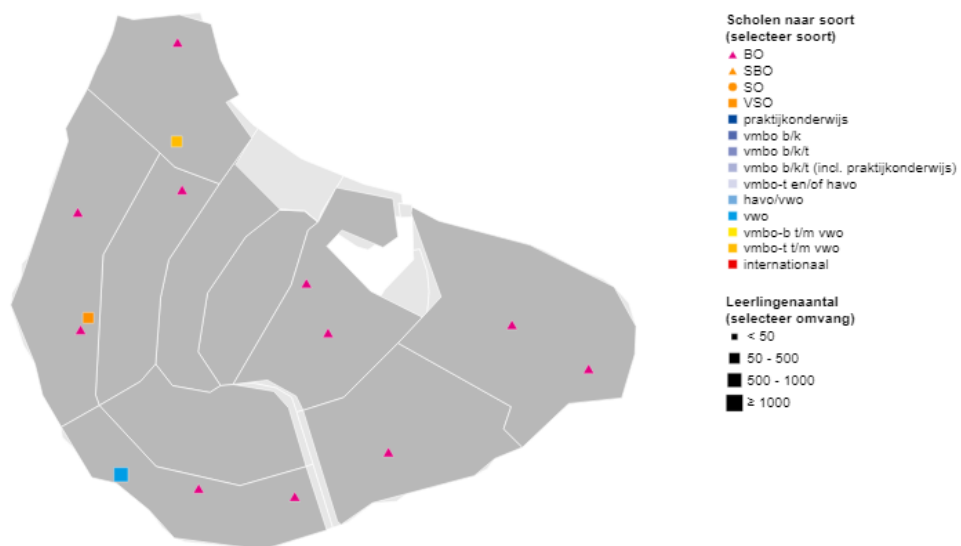 Scholen naar soort
(selecteer soort)
BO
SBO
SO
VSO
praktijkonderwijs
vmbo b/k
vmbo b/k/t
vmbo b/k/t (incl. praktijkonderwijs)
vmbo-t en/of havo
havo/vwo
vwo
vmbo-b t/m vwo
vmbo-t t/m vwo
internationaal
Leerlingenaantal
(selecteer omvang)
< 50
50 - 500
500 - 1000
≥ 1000